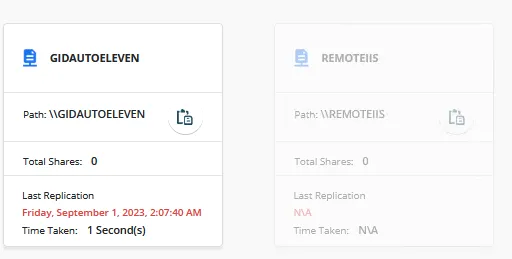 GIDAUTOELEVEN
Path: \\GIDAUTOELEVEN
Total Shares: 0
Last Replication
Friday, September 1, 2023, 2:07:40 AM
Time Taken: 1 Second(s)
REMOTEIIS
Path: \\REMOTEIIS
Total Shares: 0
Last Replication
N\A
Time Taken: N\A